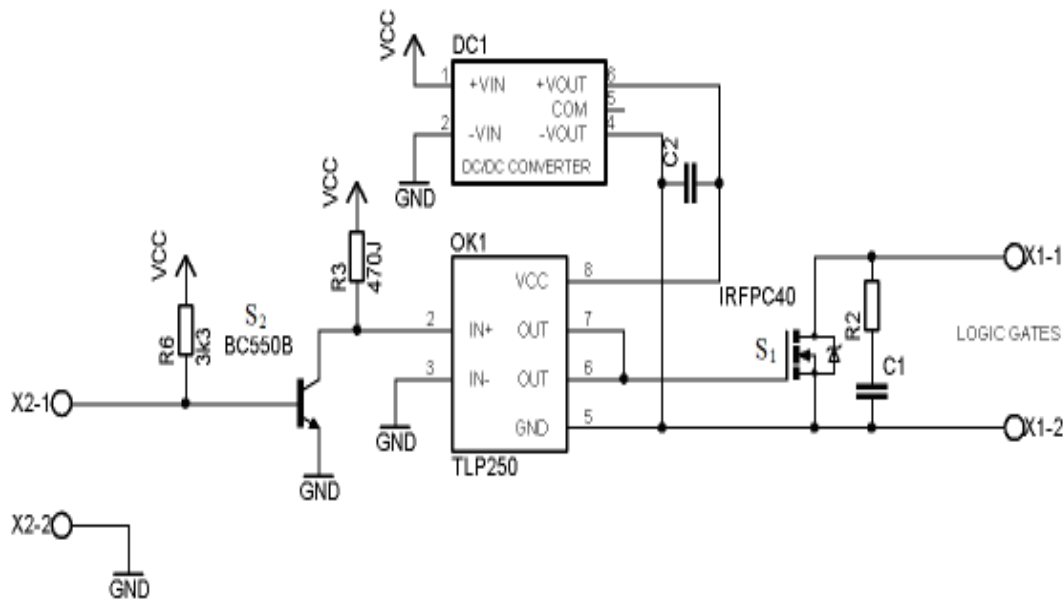 DC1
VCC
1 +VIN +VOUT 6
COM 5
2 -VIN -VOUT 4
DC/DC CONVERTER
C2
GND
VCC
R3
470J
OK1
VCC 8
IRFPC40
X1-1
VCC
R6
3k3
S2
BC550B
2 IN+ OUT 7
3 IN- OUT 6
GND 5
TLP250
GND
S1
R2
C1
LOGIC GATES
X1-2
X2-1
GND
X2-2
GND